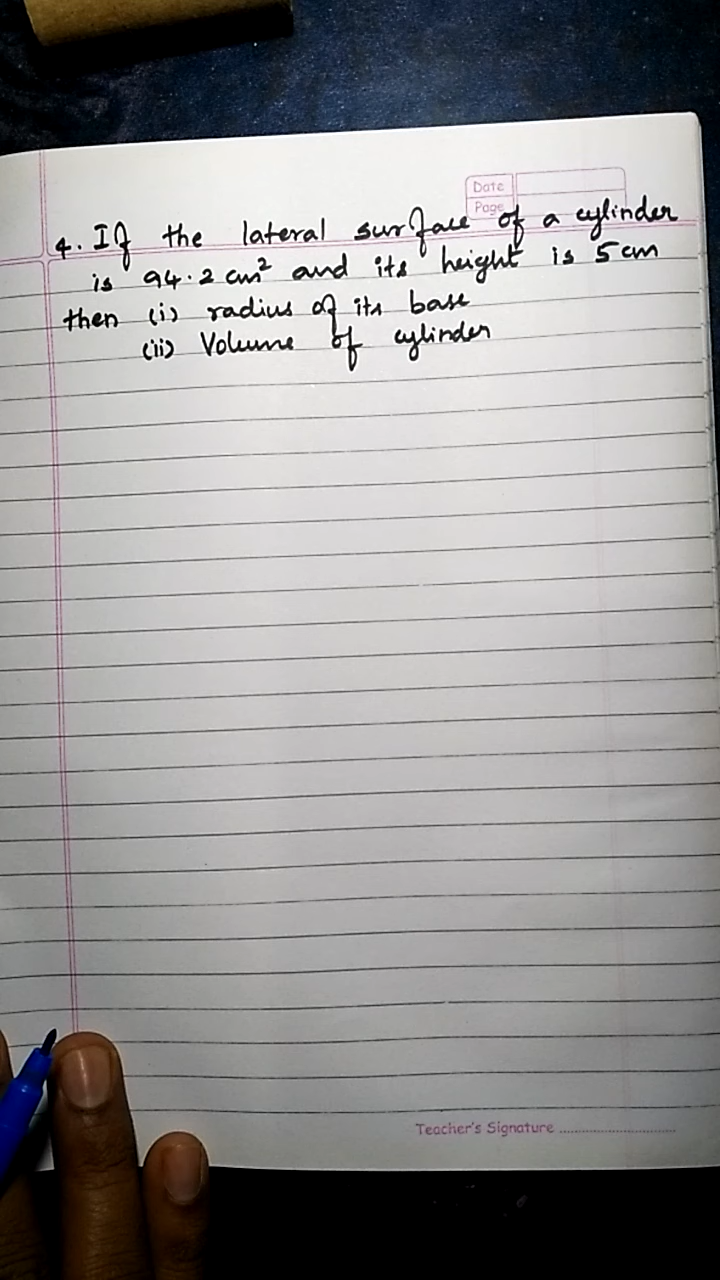 Date
Page
4. If the lateral surface of a cylinder
is 94.2 cm² and its height is 5 cm
then (i) radius of its base
(ii) Volume of cylinder
Teacher's Signature ..............................